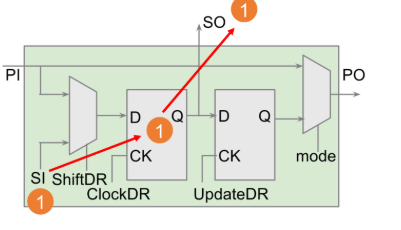 1
SO
PI
PO
D
Q
D
Q
1
CK
CK
mode
SI
ShiftDR
1
ClockDR
UpdateDR